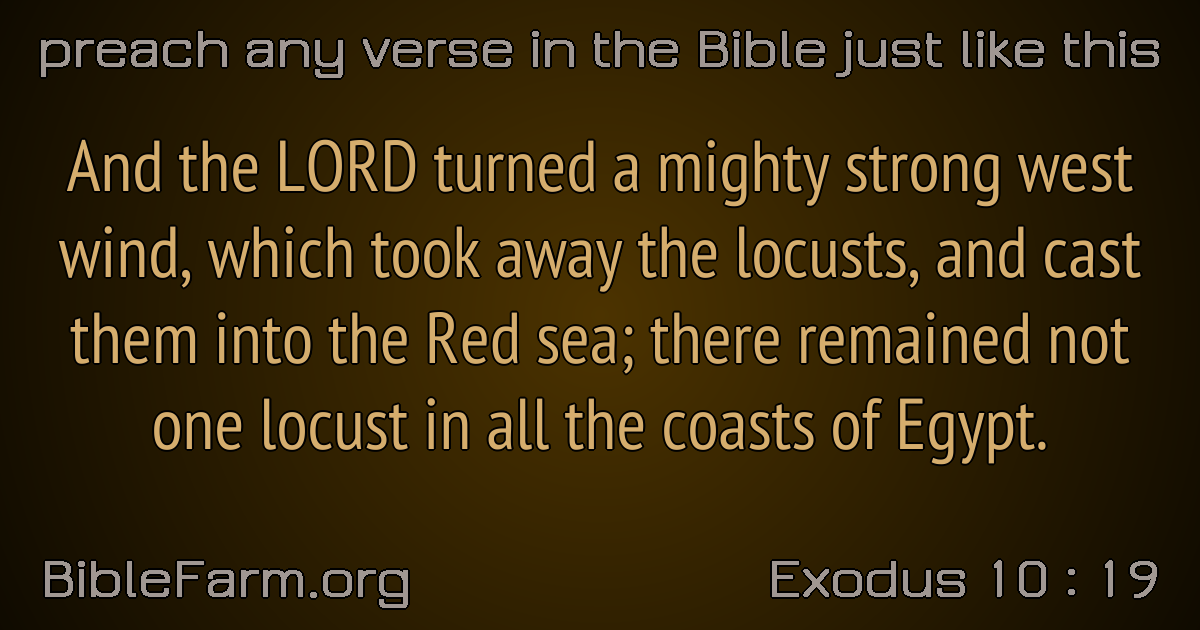 preach any verse in the Bible just like this
And the LORD turned a mighty strong west
wind, which took away the locusts, and cast
them into the Red sea; there remained not
one locust in all the coasts of Egypt.
BibleFarm.org
Exodus 10 : 19